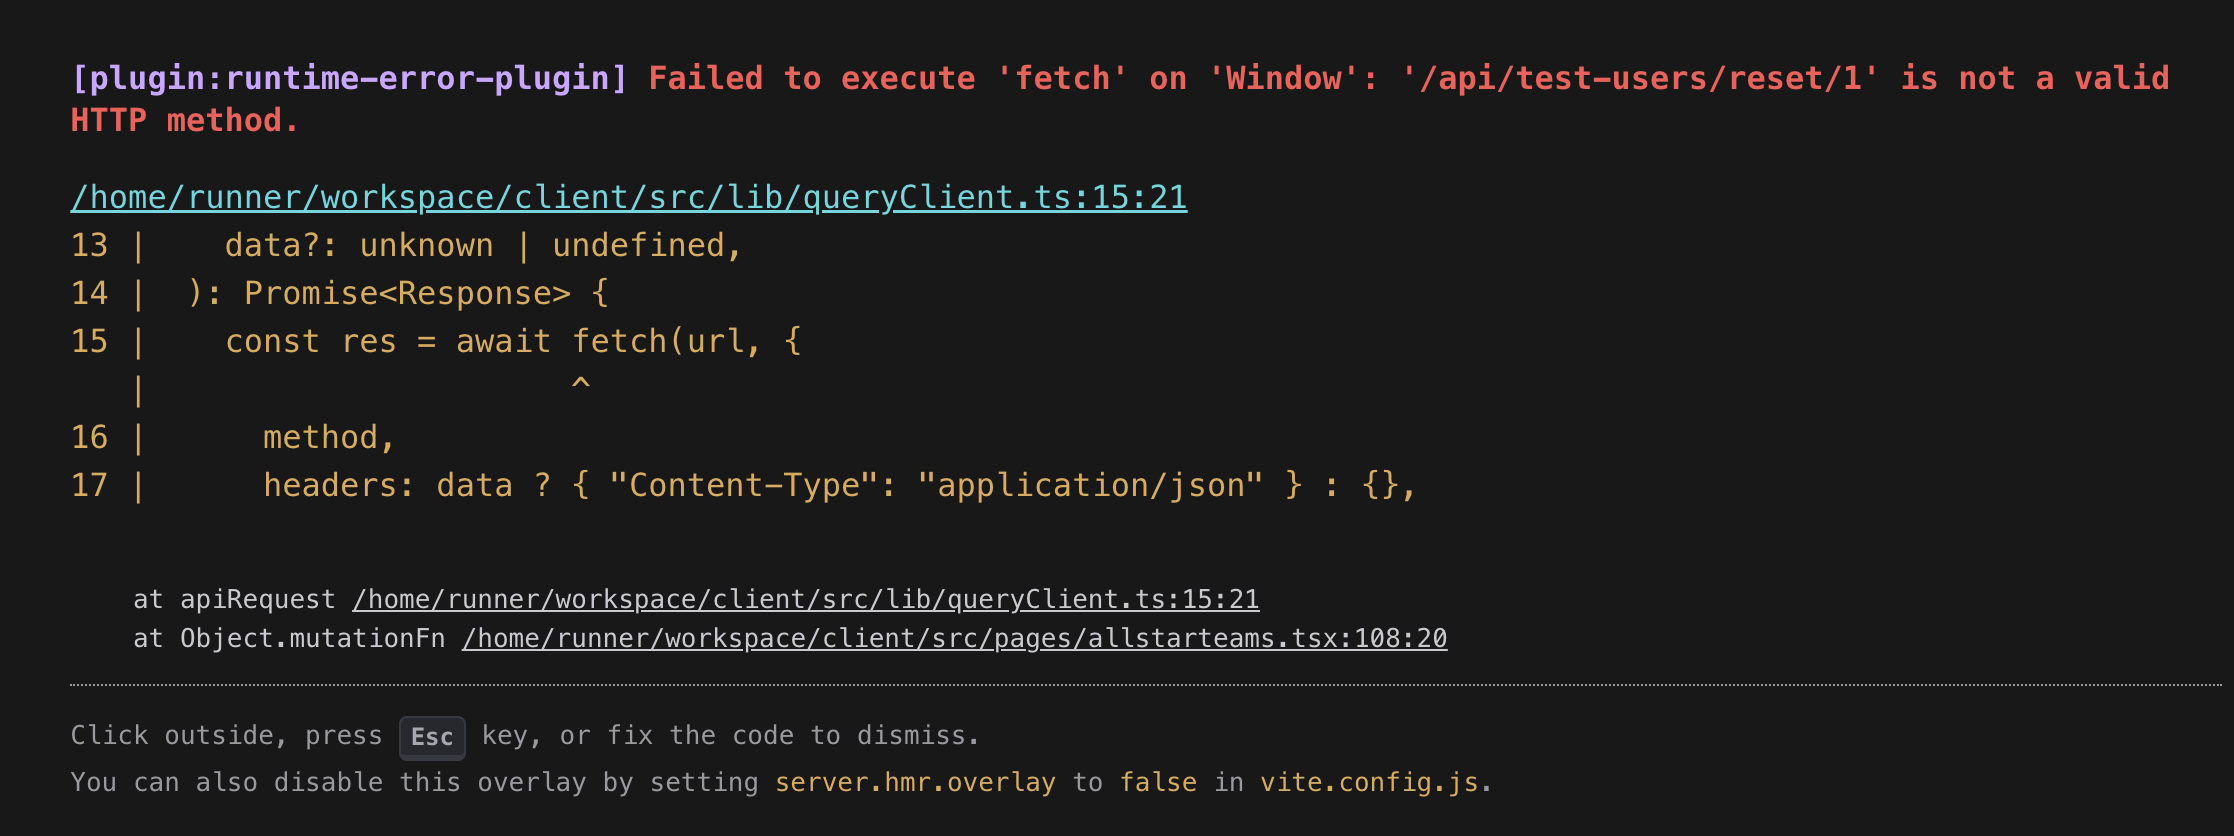 [plugin:runtime-error-plugin] Failed to execute 'fetch' on 'Window': '/api/test-users/reset/1' is not a valid
HTTP method.
/home/runner/workspace/client/src/lib/queryClient.ts:15:21
13 |    data?: unknown | undefined,
14 |  ): Promise<Response> {
15 |    const res = await fetch(url, {
   |                      ^
16 |      method,
17 |      headers: data ? { "Content-Type": "application/json" } : {},
    at apiRequest /home/runner/workspace/client/src/lib/queryClient.ts:15:21
    at Object.mutationFn /home/runner/workspace/client/src/pages/allstarteams.tsx:108:20
Click outside, press Esc key, or fix the code to dismiss.
You can also disable this overlay by setting server.hmr.overlay to false in vite.config.js.